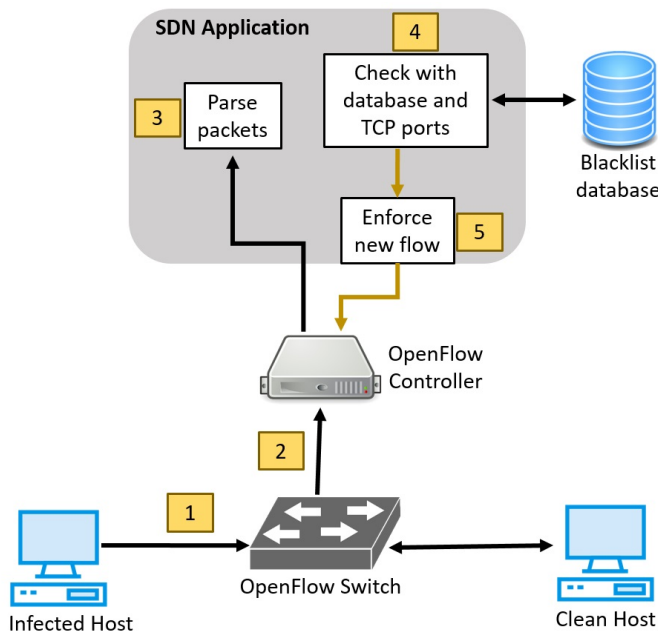 SDN Application
4
Check with
database and
TCP ports
3
Parse
packets
Blacklist
database
Enforce
new flow
5
OpenFlow
Controller
2
1
OpenFlow Switch
Infected Host
Clean Host